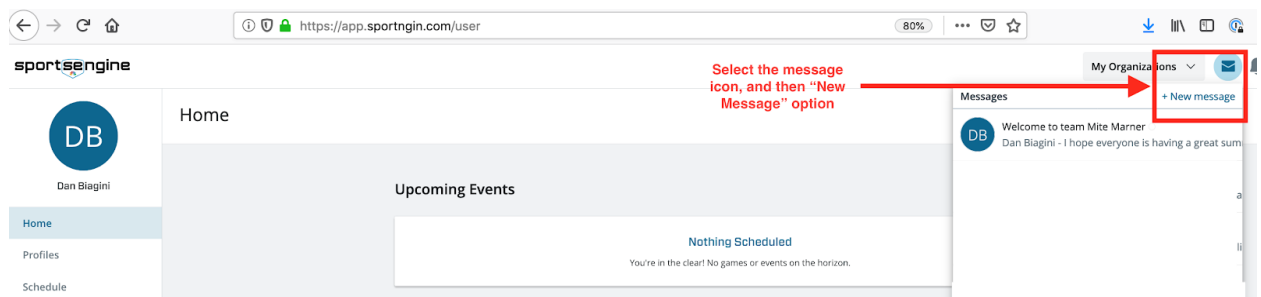 https://app.sportngin.com/user
80%
sportsengine
My Organizations
Select the message
icon, and then “New
Message” option
Messages
+ New message
DB
Dan Biagini
Home
Profiles
Schedule
Home
Upcoming Events
Nothing Scheduled
You're in the clear! No games or events on the horizon.
DB
Welcome to team Mite Marner
Dan Biagini - I hope everyone is having a great sum
a
li